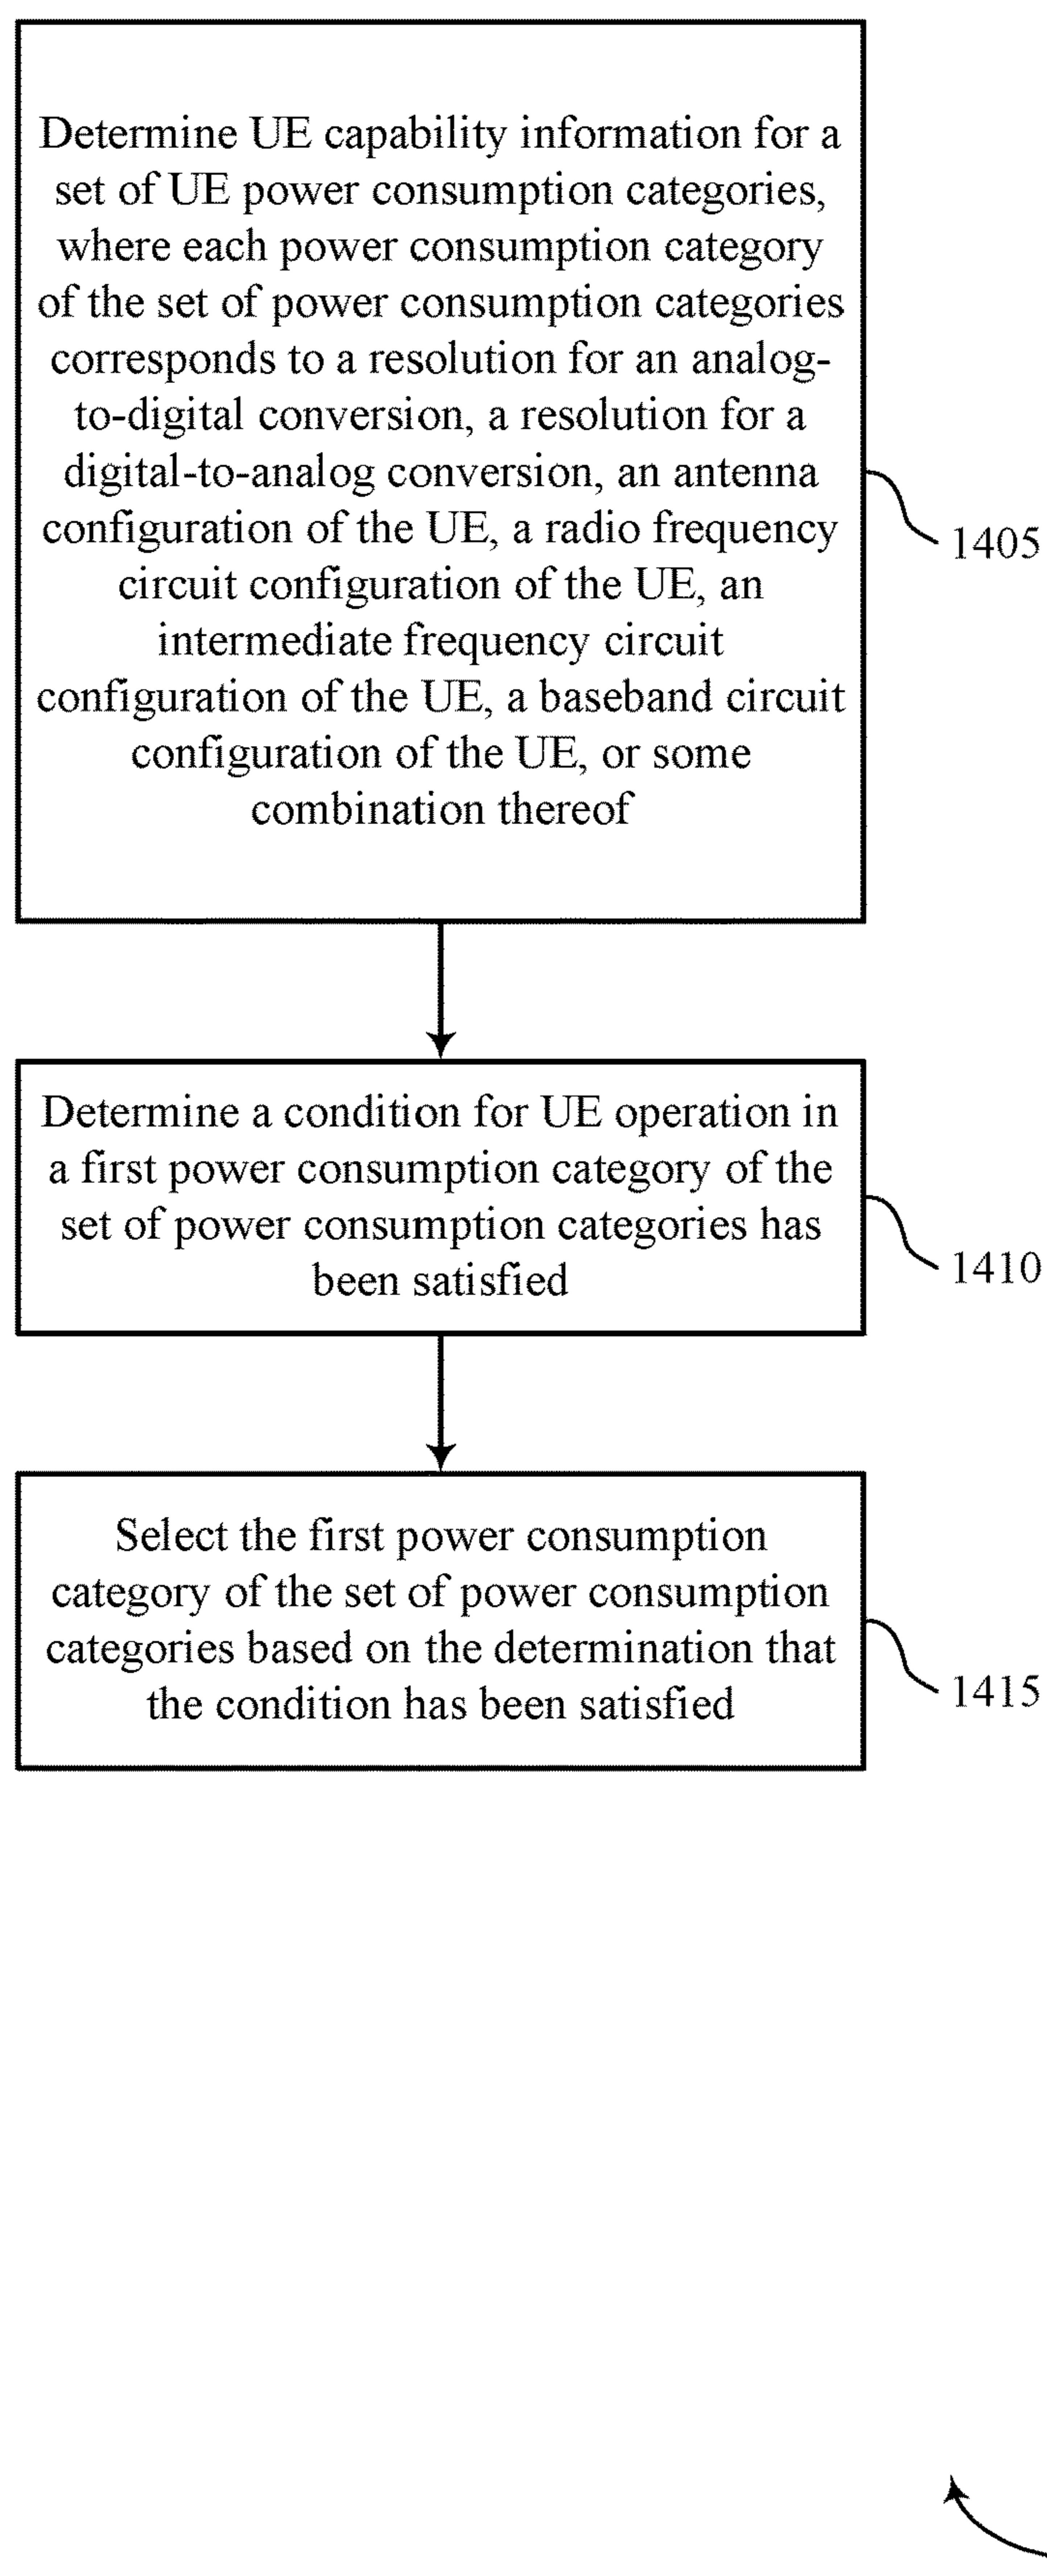 Determine UE capability information for a
set of UE power consumption categories,
where each power consumption category
of the set of power consumption categories
corresponds to a resolution for an analog-
to-digital conversion, a resolution for a
digital-to-analog conversion, an antenna
configuration of the UE, a radio frequency
circuit configuration of the UE, an
intermediate frequency circuit
configuration of the UE, a baseband circuit
configuration of the UE, or some
combination thereof
1405
Determine a condition for UE operation in
a first power consumption category of the
set of power consumption categories has
been satisfied
1410
Select the first power consumption
category of the set of power consumption
categories based on the determination that
the condition has been satisfied
1415